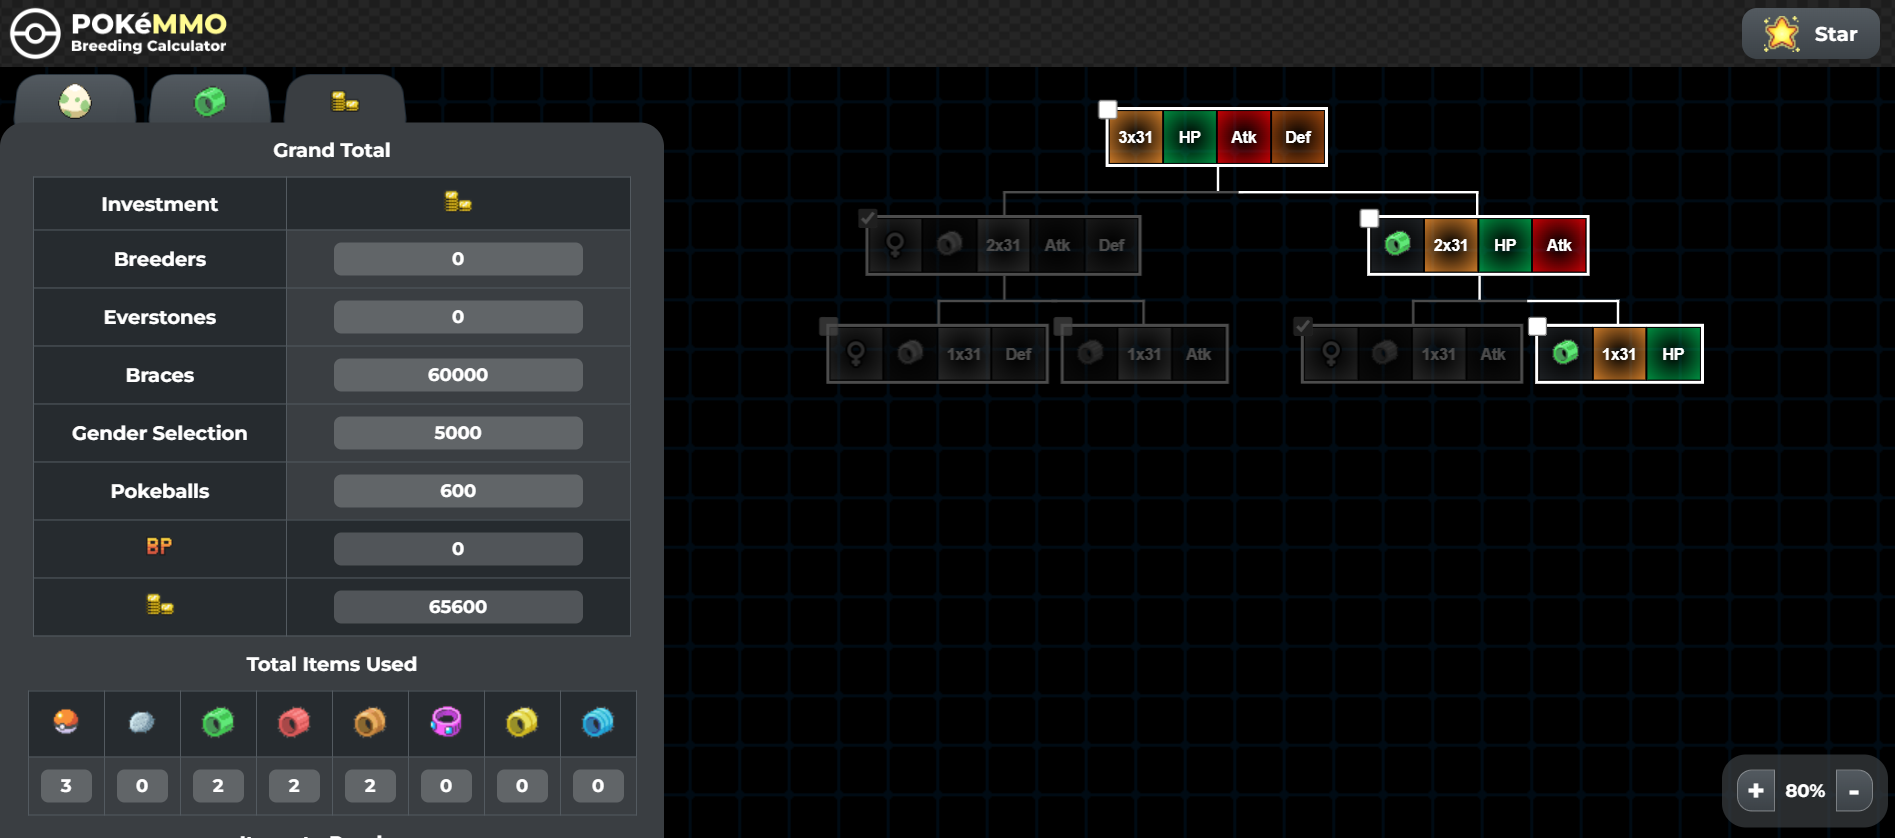 POKéMMO
Breeding Calculator
Star
Grand Total
Investment
Breeders 0
Everstones 0
Braces 60000
Gender Selection 5000
Pokeballs 600
BP 0
65600
Total Items Used
3 0 2 2 2 0 0 0
3x31 HP Atk Def
2x31 Atk Def
2x31 HP Atk
1x31 Def
1x31 Atk
1x31 Atk
1x31 HP
+ 80% -